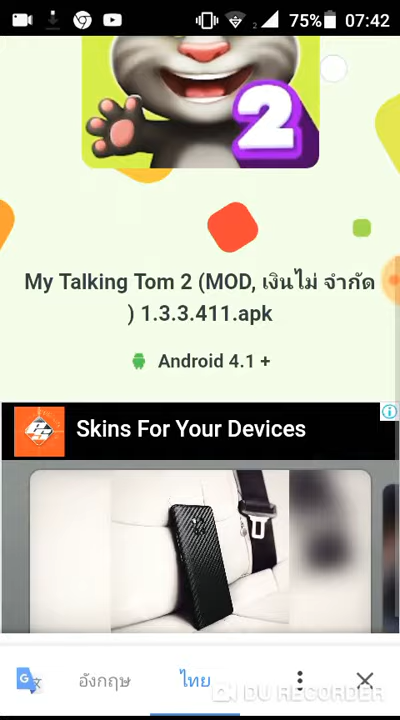 75% 07:42
2
2
My Talking Tom 2 (MOD, เงินไม่ จำกัด
) 1.3.3.411.apk
Android 4.1 +
Skins For Your Devices
G อังกฤษ ไทย
DU RECORDER